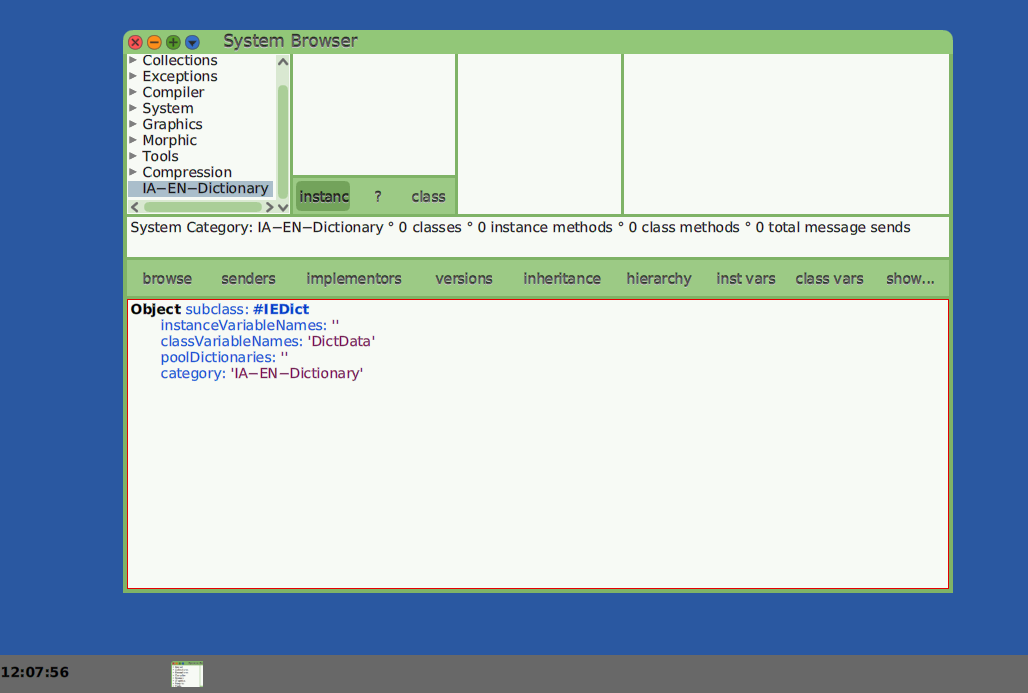 System Browser
Collections
Exceptions
Compiler
System
Graphics
Morphic
Tools
Compression
IA−EN−Dictionary
instanc ? class
System Category: IA−EN−Dictionary ° 0 classes ° 0 instance methods ° 0 class methods ° 0 total message sends
browse senders implementors versions inheritance hierarchy inst vars class vars show...
Object subclass: #IEDict
instanceVariableNames: ''
classVariableNames: 'DictData'
poolDictionaries: ''
category: 'IA−EN−Dictionary'
12:07:56